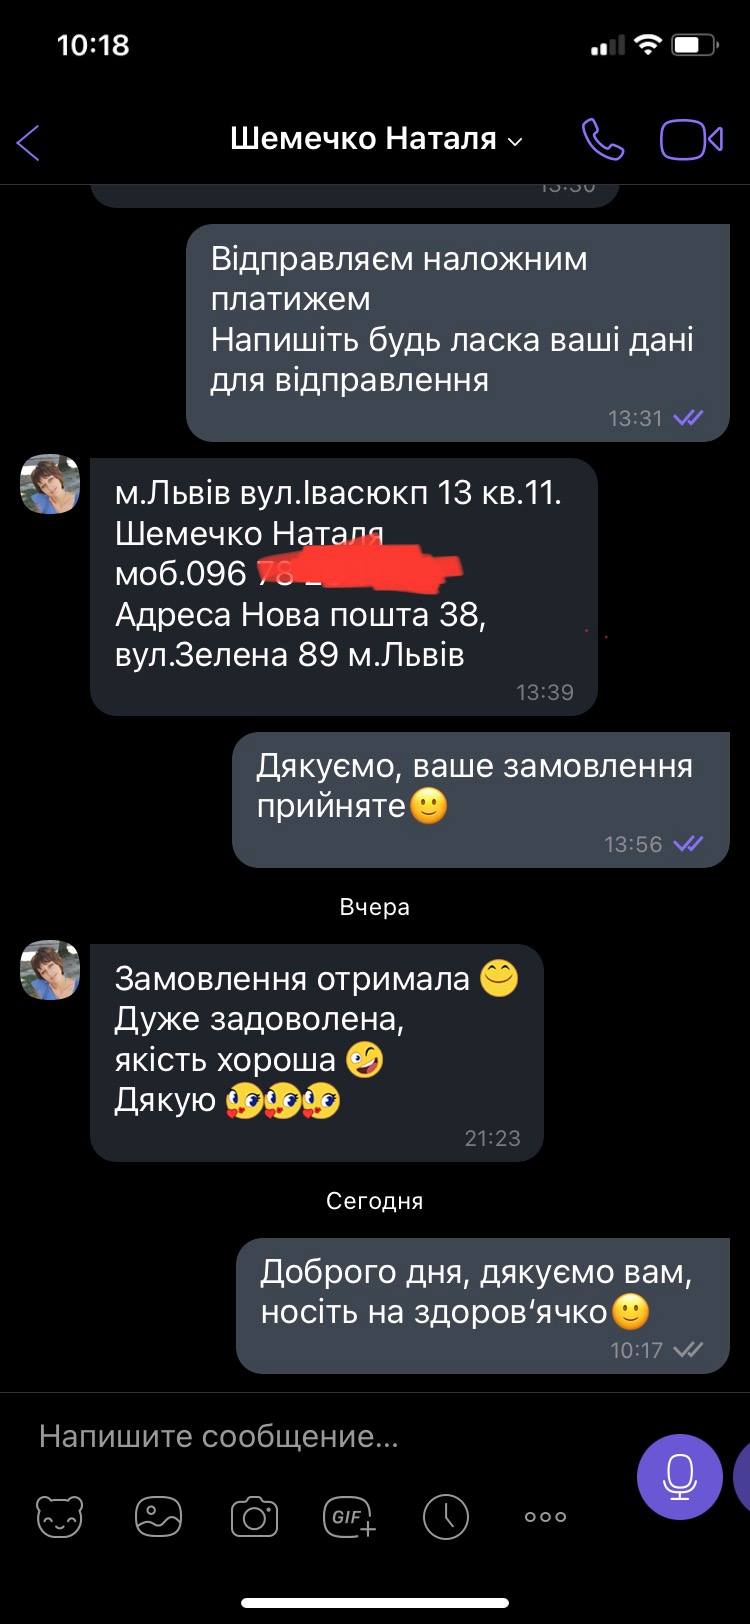 10:18
Шемечко Наталя
13:30
Відправляєм наложним
платижем
Напишіть будь ласка ваші дані
для відправлення
13:31
м.Львів вул.Івасюкп 13 кв.11.
Шемечко Наталя
моб.096 78
Адреса Нова пошта 38,
вул.Зелена 89 м.Львів
13:39
Дякуємо, ваше замовлення
прийняте
13:56
Вчера
Замовлення отримала
Дуже задоволена,
якість хороша
Дякую
21:23
Сегодня
Доброго дня, дякуємо вам,
носіть на здоров‘ячко
10:17
Напишите сообщение...
GIF